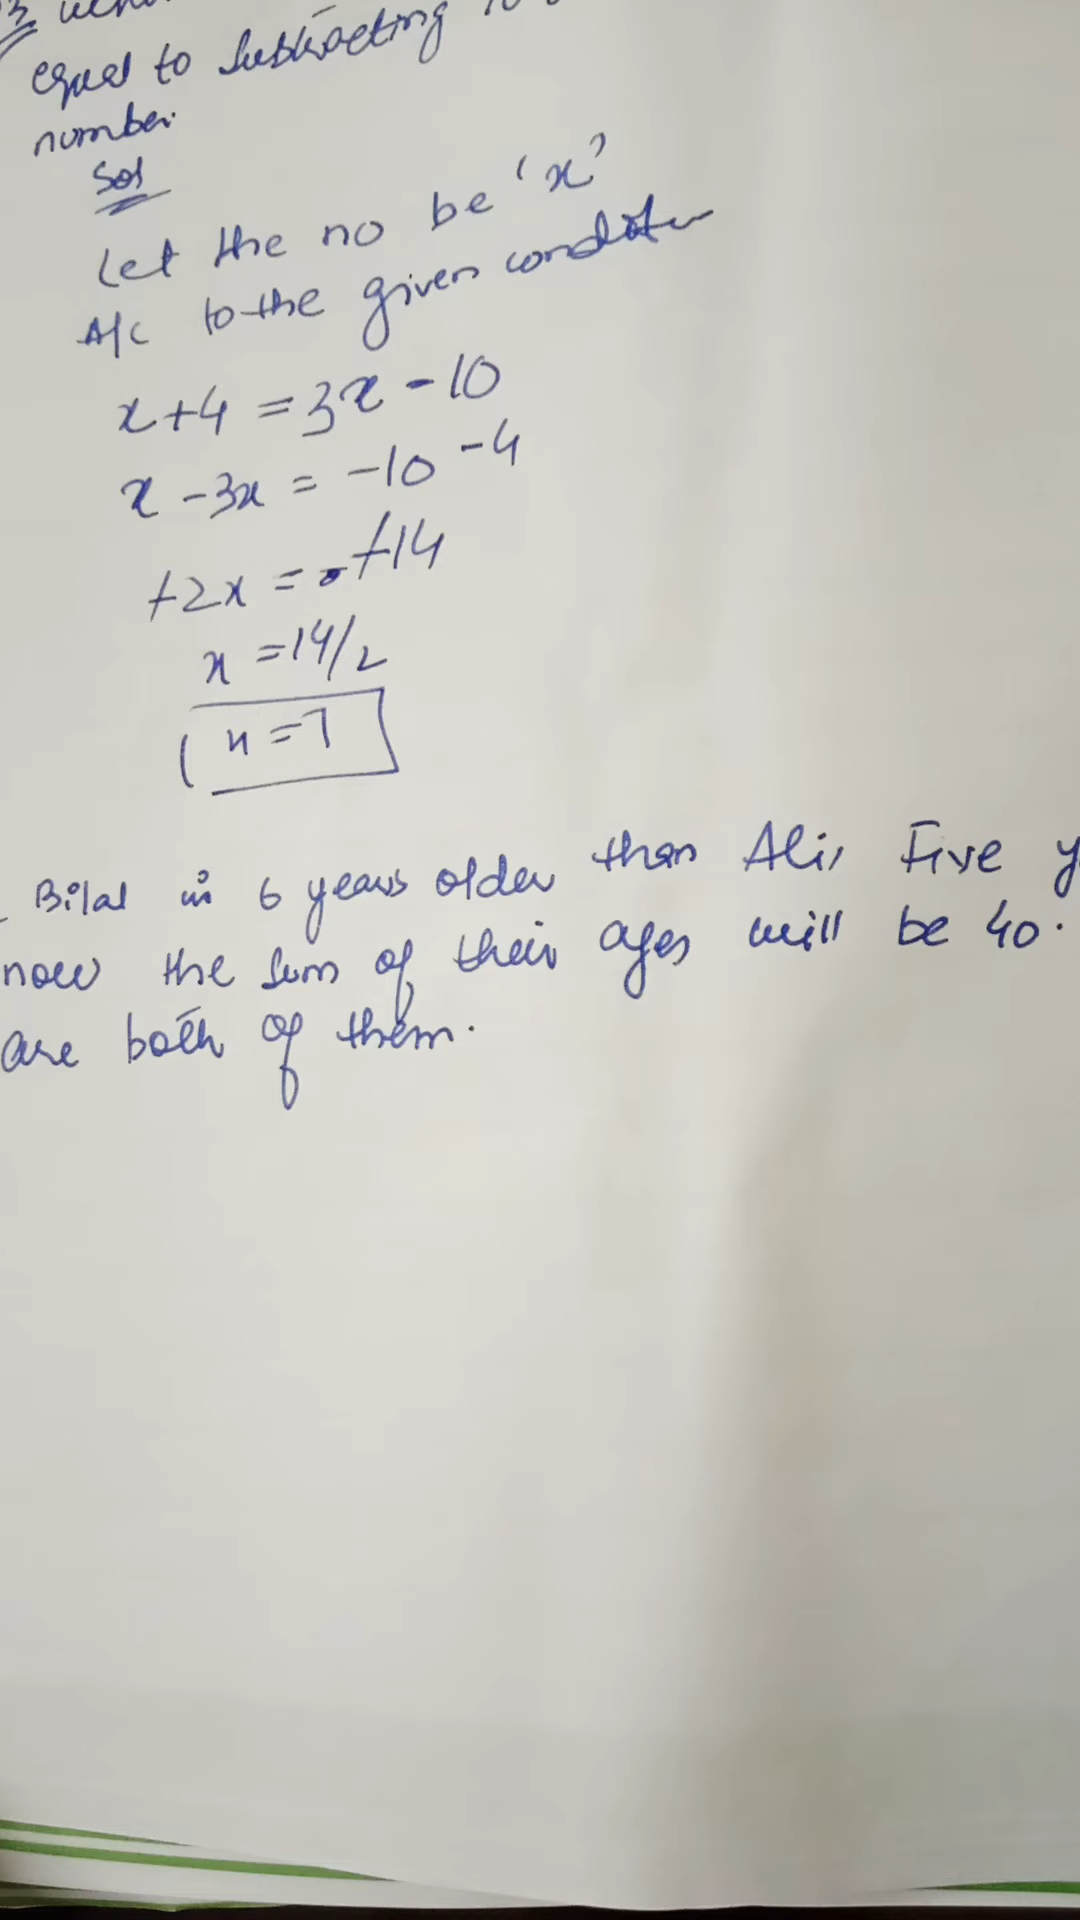 equal to subtracting 10
number.
Sol
Let the no be 'x'
A/c to the given condition
x+4 = 3x - 10
x - 3x = -10 - 4
+2x = +14
x = 14/2
x = 7
Bilal is 6 years older than Ali, Five y
now the sum of their ages will be 40.
are both of them.